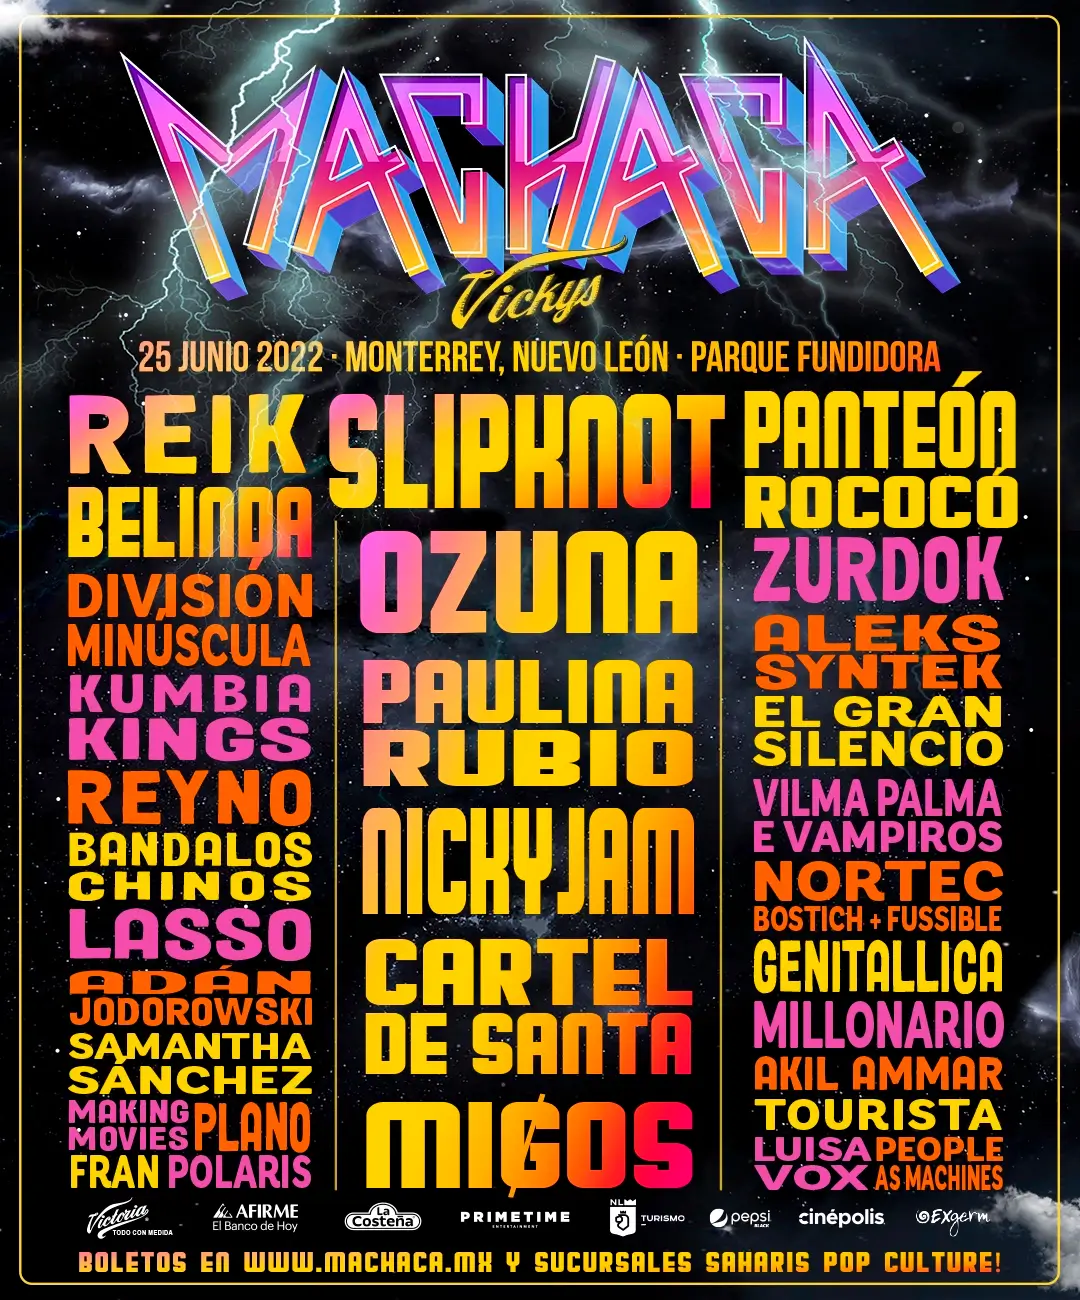 MACHACA
Vickys
25 JUNIO 2022 · MONTERREY, NUEVO LEÓN · PARQUE FUNDIDORA
REIK
BELINDA
DIVISIÓN
MINÚSCULA
KUMBIA
KINGS
REYNO
BANDALOS
CHINOS
LASSO
ADÁN
JODOROWSKI
SAMANTHA
SÁNCHEZ
MAKING
MOVIES
PLANO
FRAN POLARIS
SLIPKNOT
OZUNA
PAULINA
RUBIO
NICKY JAM
CARTEL
DE SANTA
MIGOS
PANTEÓN
ROCOCÓ
ZURDOK
ALEKS
SYNTEK
EL GRAN
SILENCIO
VILMA PALMA
E VAMPIROS
NORTEC
BOSTICH + FUSSIBLE
GENITALLICA
MILLONARIO
AKIL AMMAR
TOURISTA
LUISA
VOX
PEOPLE
AS MACHINES
Victoria
TODO CON MEDIDA
AFIRME
El Banco de Hoy
La
Costeña
PRIMETIME
ENTERTAINMENT
NL
TURISMO
pepsi
BLACK
cinépolis
EXgerm
BOLETOS EN WWW.MACHACA.MX Y SUCURSALES SAHARIS POP CULTURE!